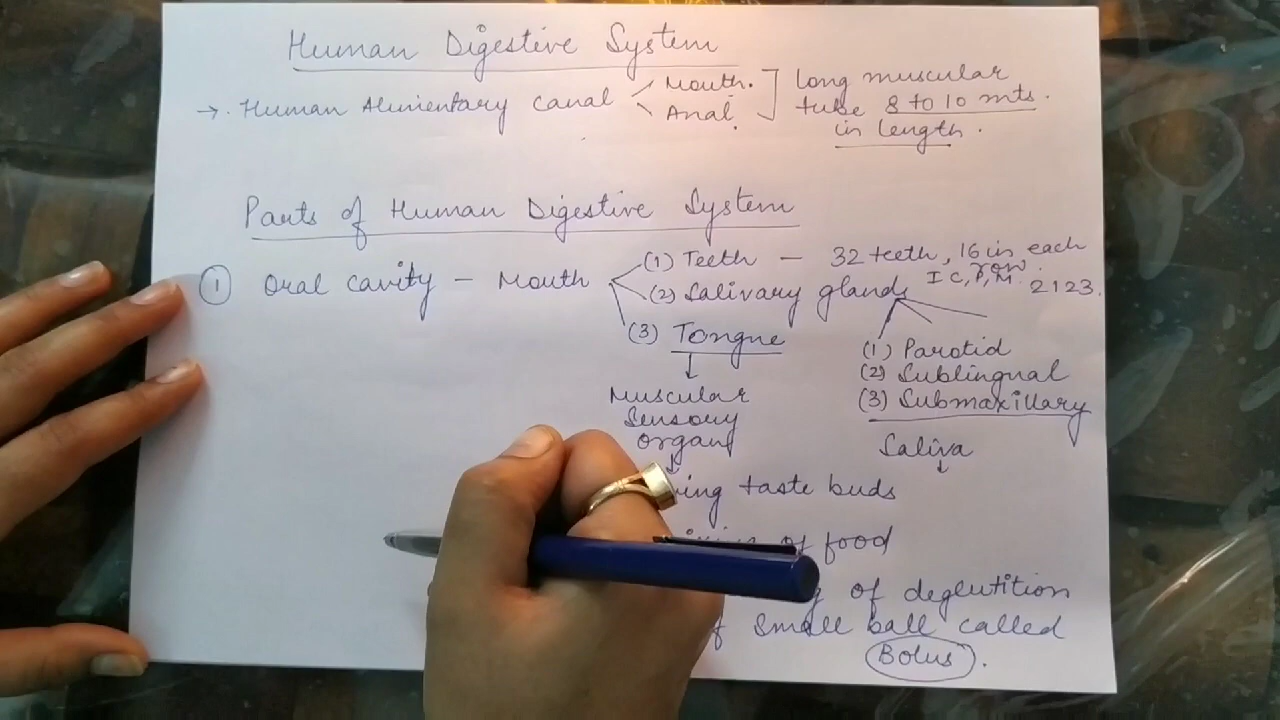 Human Digestive System
→. Human Alimentary canal Mouth. Anal. Long muscular
tube 8 to 10 mts.
in length.
Parts of Human Digestive System
① Oral cavity – Mouth
(1) Teeth – 32 teeth, 16 in each row.
I C, P, M. 2123.
(2) Salivary glands
(1) Parotid
(2) Sublingual
(3) Submaxillary
Saliva
(3) Tongue
Muscular
Sensory
organ
taste buds
of food
of deglutition
small ball called
Bolus.